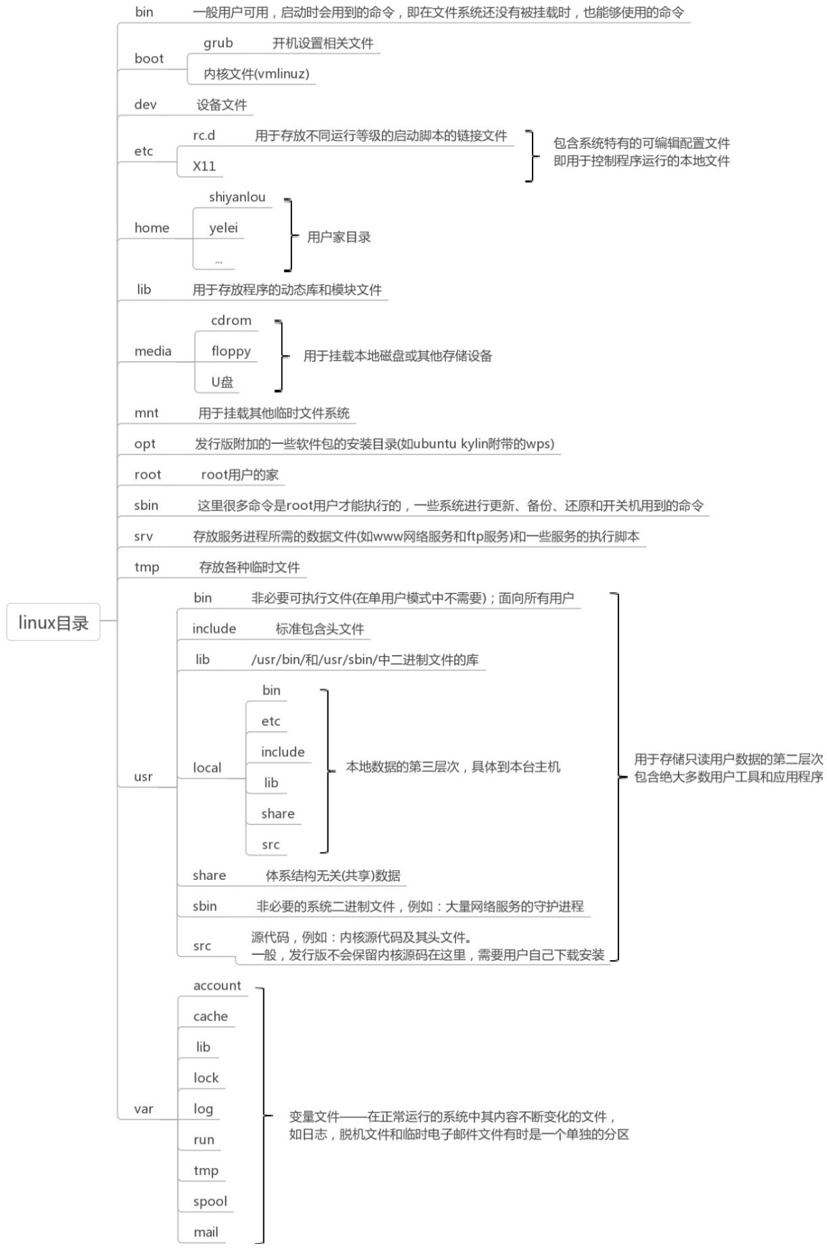 bin 一般用户可用，启动时会用到的命令，即在文件系统还没有被挂载时，也能够使用的命令
grub 开机设置相关文件
boot
内核文件(vmlinuz)
dev 设备文件
rc.d 用于存放不同运行等级的启动脚本的链接文件
包含系统特有的可编辑配置文件
etc
即用于控制程序运行的本地文件
X11
shiyanlou
home yelei
用户家目录
...
lib 用于存放程序的动态库和模块文件
cdrom
media floppy
用于挂载本地磁盘或其他存储设备
U盘
mnt 用于挂载其他临时文件系统
opt 发行版附加的一些软件包的安装目录(如ubuntu kylin附带的wps)
root root用户的家
sbin 这里很多命令是root用户才能执行的，一些系统进行更新、备份、还原和开关机用到的命令
srv 存放服务进程所需的数据文件(如www网络服务和ftp服务)和一些服务的执行脚本
tmp 存放各种临时文件
bin 非必要可执行文件(在单用户模式中不需要)；面向所有用户
linux目录
include 标准包含头文件
lib /usr/bin/和/usr/sbin/中二进制文件的库
bin
etc
include
用于存储只读用户数据的第二层次
local 本地数据的第三层次，具体到本台主机
usr
包含绝大多数用户工具和应用程序
lib
share
src
share 体系结构无关(共享)数据
sbin 非必要的系统二进制文件，例如：大量网络服务的守护进程
源代码，例如：内核源代码及其头文件。
src
一般，发行版不会保留内核源码在这里，需要用户自己下载安装
account
cache
lib
lock
var log
变量文件——在正常运行的系统中其内容不断变化的文件，
如日志，脱机文件和临时电子邮件文件有时是一个单独的分区
run
tmp
spool
mail